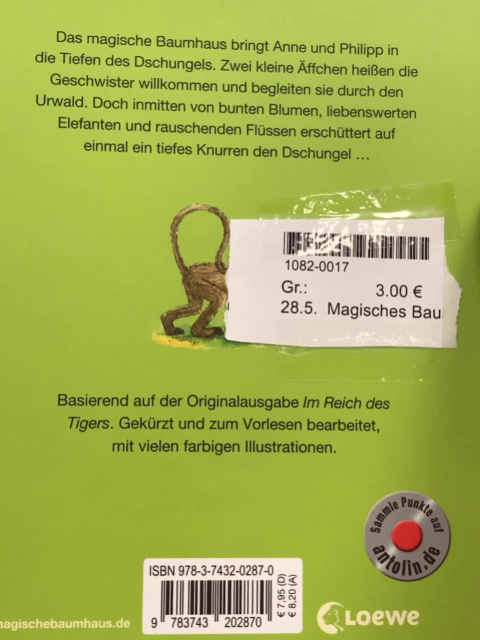 Das magische Baumhaus bringt Anne und Philipp in
die Tiefen des Dschungels. Zwei kleine Äffchen heißen die
Geschwister willkommen und begleiten sie durch den
Urwald. Doch inmitten von bunten Blumen, liebenswerten
Elefanten und rauschenden Flüssen erschüttert auf
einmal ein tiefes Knurren den Dschungel ...
1082-0017
Gr.: 3.00 €
28.5. Magisches Bau
Basierend auf der Originalausgabe Im Reich des
Tigers. Gekürzt und zum Vorlesen bearbeitet,
mit vielen farbigen Illustrationen.
Sammle Punkte auf
antolin.de
ISBN 978-3-7432-0287-0
9 783743 202870
€ 7,95 (D)
€ 8,20 (A)
magischebaumhaus.de
Loewe